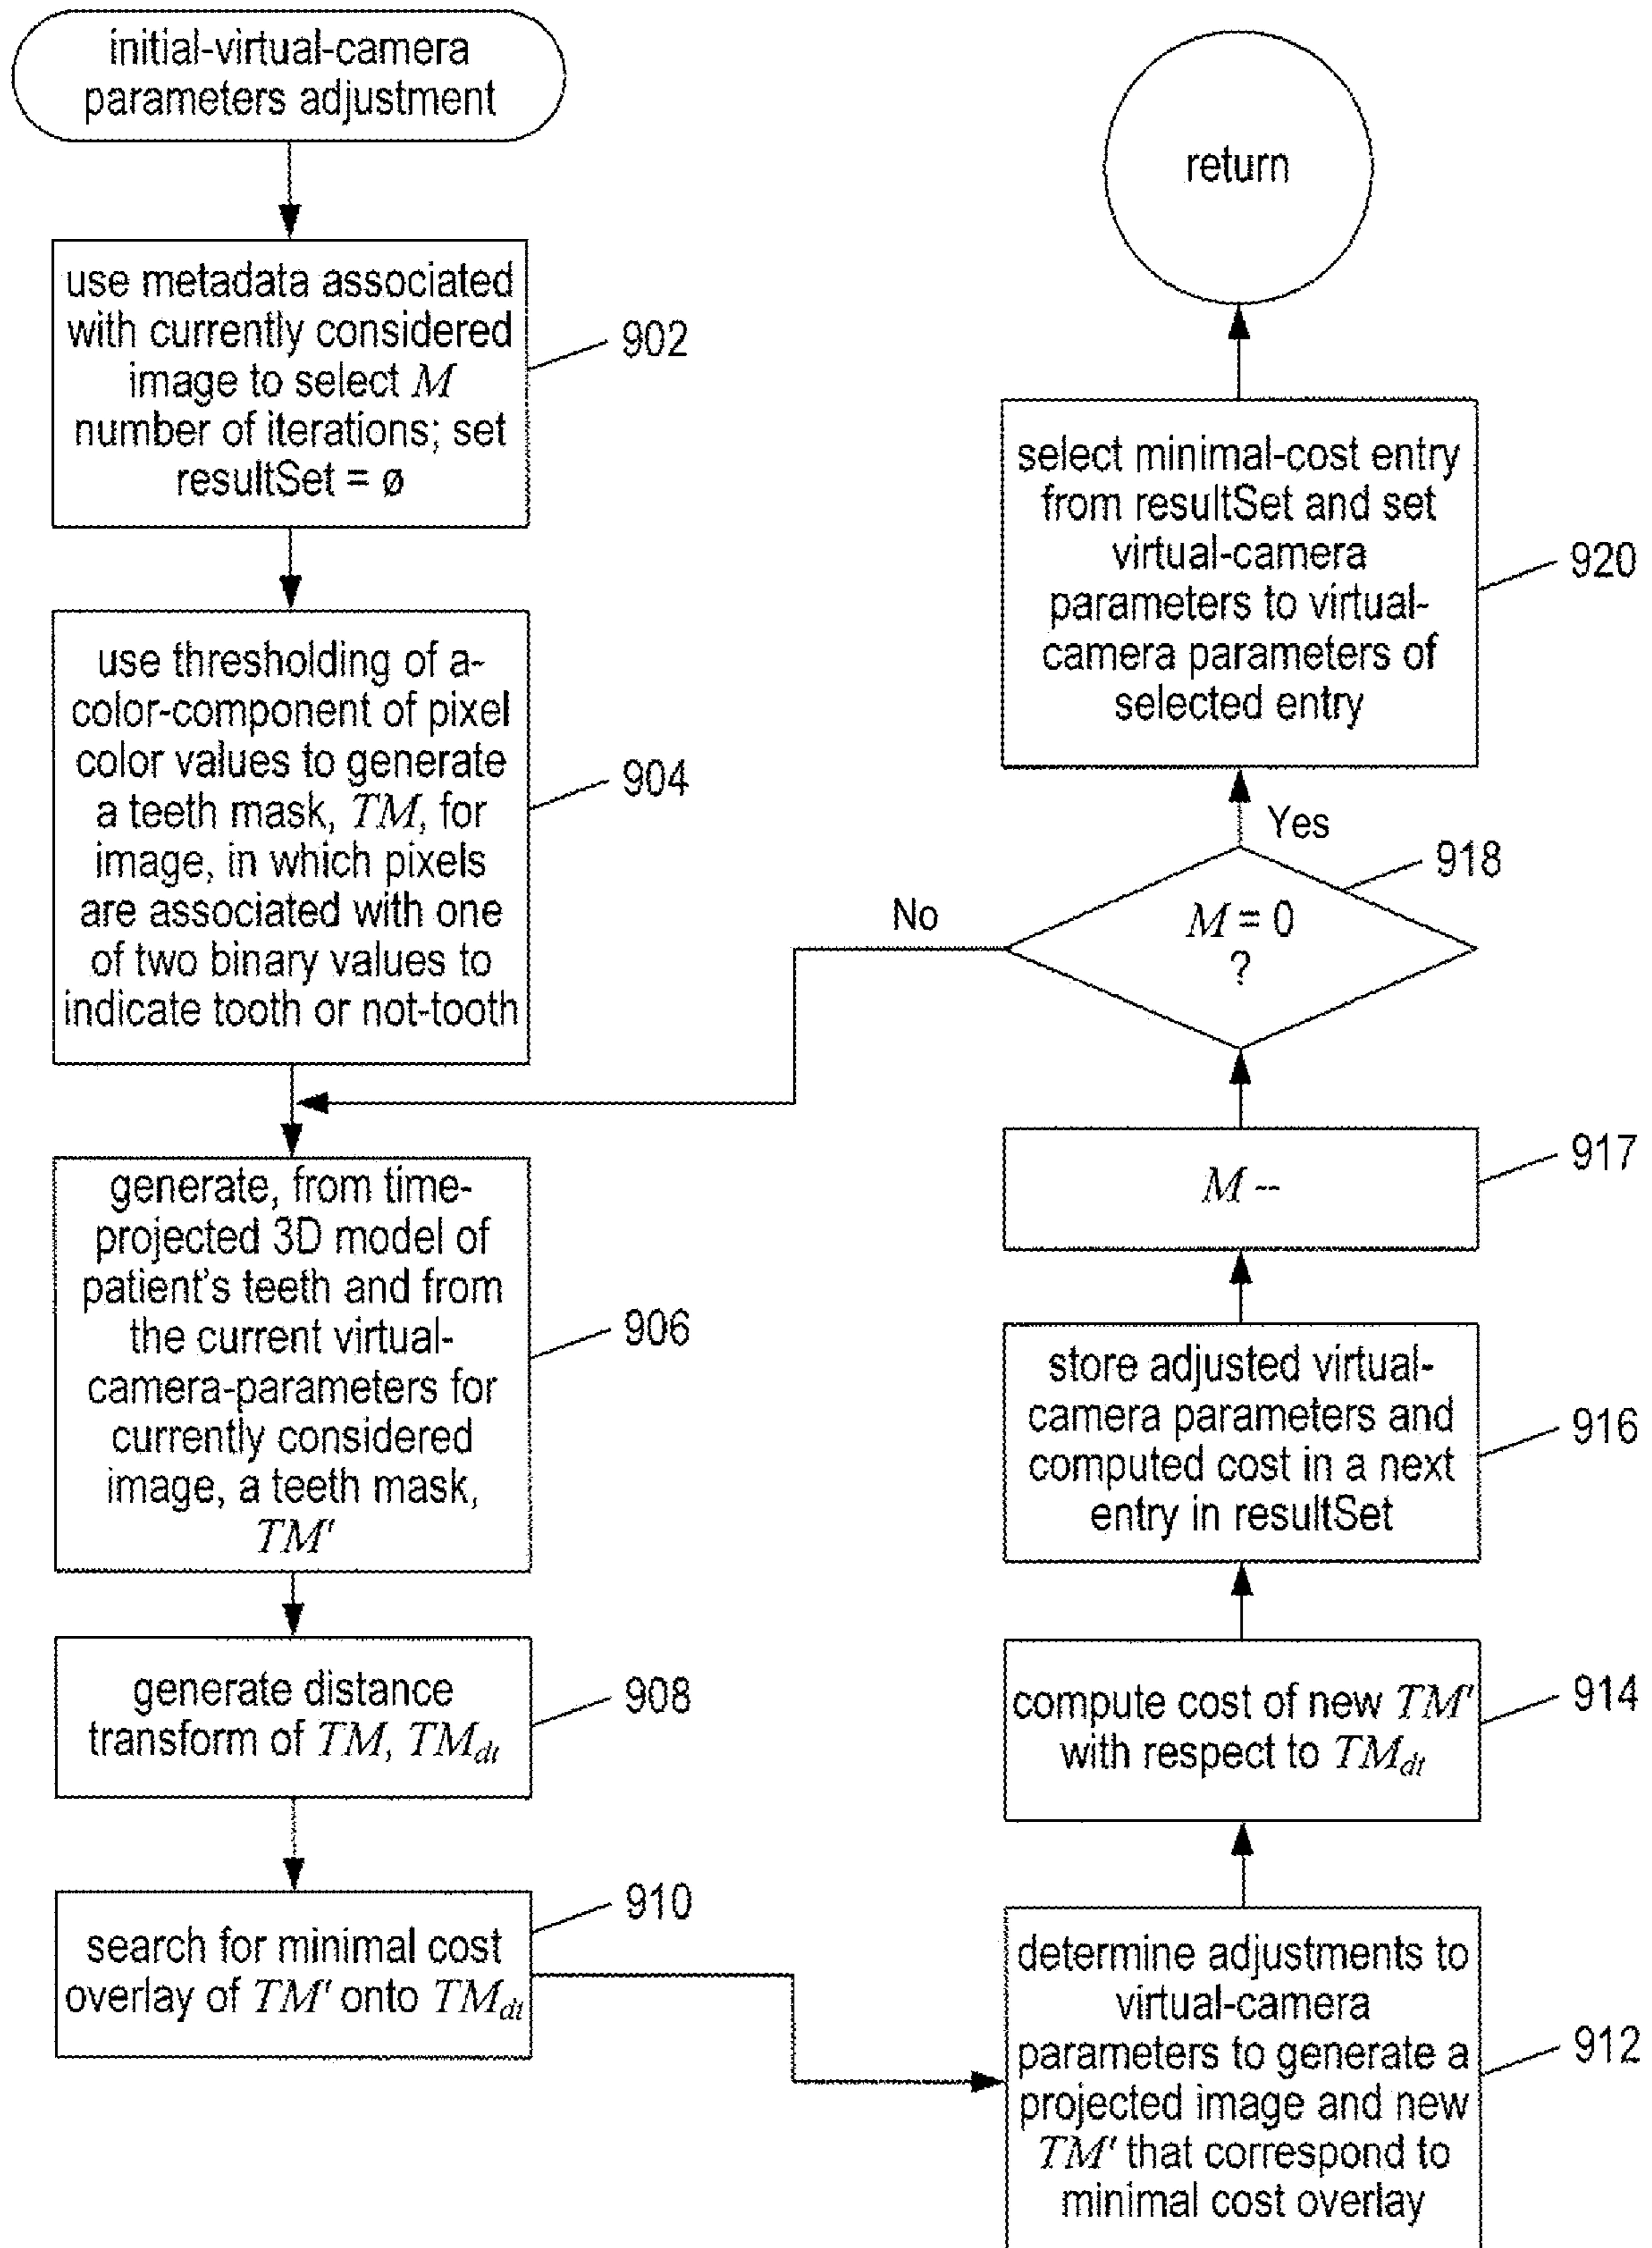 initial-virtual-camera
parameters adjustment
use metadata associated
with currently considered
image to select M
number of iterations; set
resultSet = ø
902
use thresholding of a-
color-component of pixel
color values to generate
a teeth mask, TM, for
image, in which pixels
are associated with one
of two binary values to
indicate tooth or not-tooth
904
generate, from time-
projected 3D model of
patient's teeth and from
the current virtual-
camera-parameters for
currently considered
image, a teeth mask,
TM'
906
generate distance
transform of TM, TMdt
908
search for minimal cost
overlay of TM' onto TMdt
910
determine adjustments to
virtual-camera
parameters to generate a
projected image and new
TM' that correspond to
minimal cost overlay
912
compute cost of new TM'
with respect to TMdt
914
store adjusted virtual-
camera parameters and
computed cost in a next
entry in resultSet
916
M --
917
M = 0
?
918
No
Yes
select minimal-cost entry
from resultSet and set
virtual-camera
parameters to virtual-
camera parameters of
selected entry
920
return